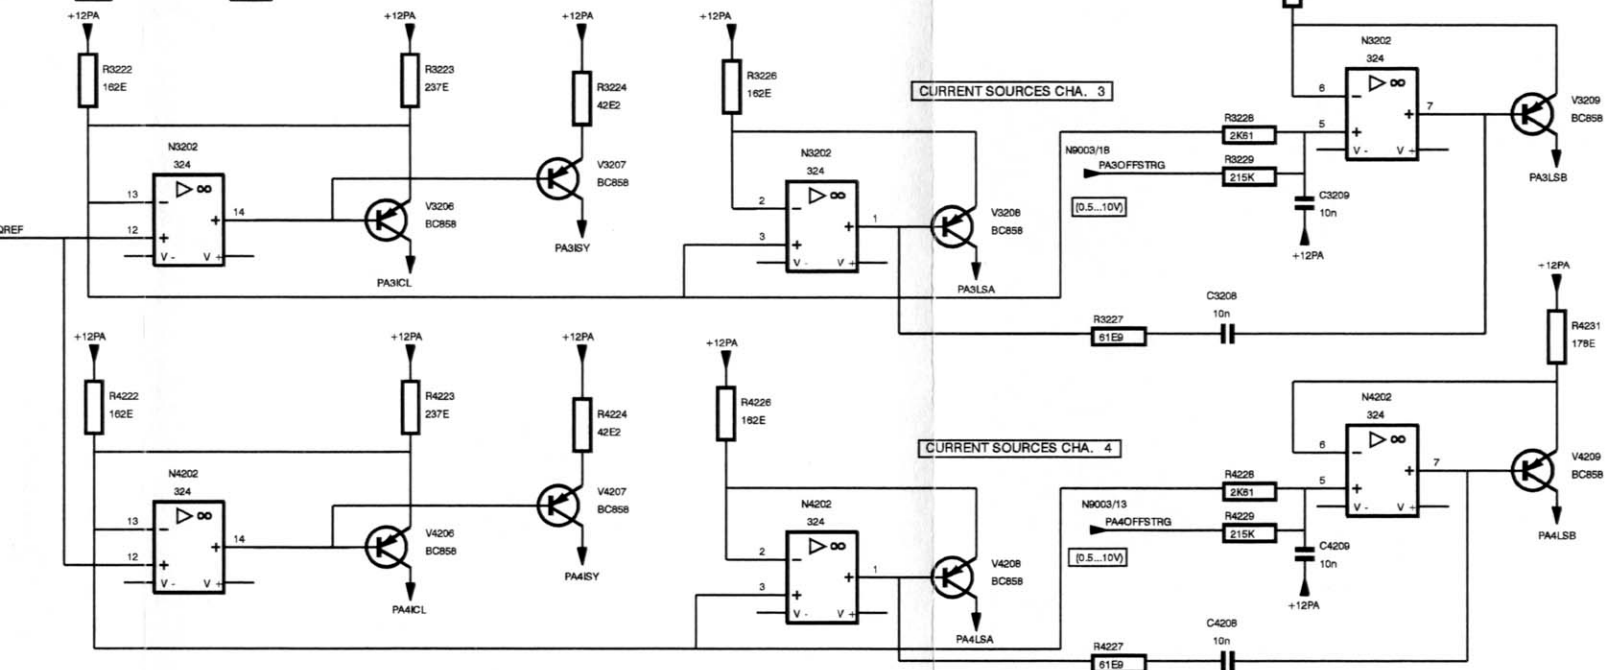 +12PA
+12PA
+12PA
+12PA
R3222
162E
R3223
237E
R3224
42E2
R3226
162E
CURRENT SOURCES CHA. 3
N3202
324
6
-
▷ ∞
5
+
+
7
V -
V +
V3209
BC858
PA3LSB
N3202
324
13
-
▷ ∞
12
+
+
14
V -
V +
V3206
BC858
PA3ICL
V3207
BC858
PA3ISY
N3202
324
2
-
▷ ∞
3
+
+
1
V -
V +
V3208
BC858
PA3LSA
R3228
2K61
N9003/18
PA3OFFSTRG
R3229
215K
(0.5...10V)
C3209
10n
+12PA
QREF
C3208
10n
R3227
61E9
+12PA
R4231
178E
+12PA
+12PA
+12PA
+12PA
R4222
162E
R4223
237E
R4224
42E2
R4226
162E
CURRENT SOURCES CHA. 4
N4202
324
6
-
▷ ∞
5
+
+
7
V -
V +
V4209
BC858
PA4LSB
N4202
324
13
-
▷ ∞
12
+
+
14
V -
V +
V4206
BC858
PA4ICL
V4207
BC858
PA4ISY
N4202
324
2
-
▷ ∞
3
+
+
1
V -
V +
V4208
BC858
PA4LSA
R4228
2K61
N9003/13
PA4OFFSTRG
R4229
215K
(0.5...10V)
C4209
10n
+12PA
C4208
10n
R4227
61E9